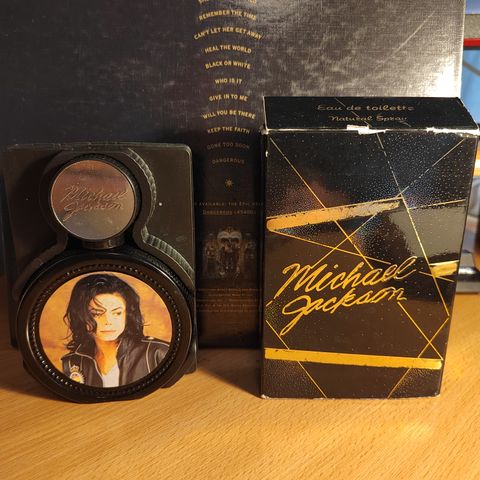 REMEMBER THE TIME
CAN'T LET HER GET AWAY
HEAL THE WORLD
BLACK OR WHITE
WHO IS IT
GIVE IN TO ME
WILL YOU BE THERE
KEEP THE FAITH
GONE TOO SOON
DANGEROUS
Eau de toilette
Natural Spray
Michael
Jackson
Michael
Jackson